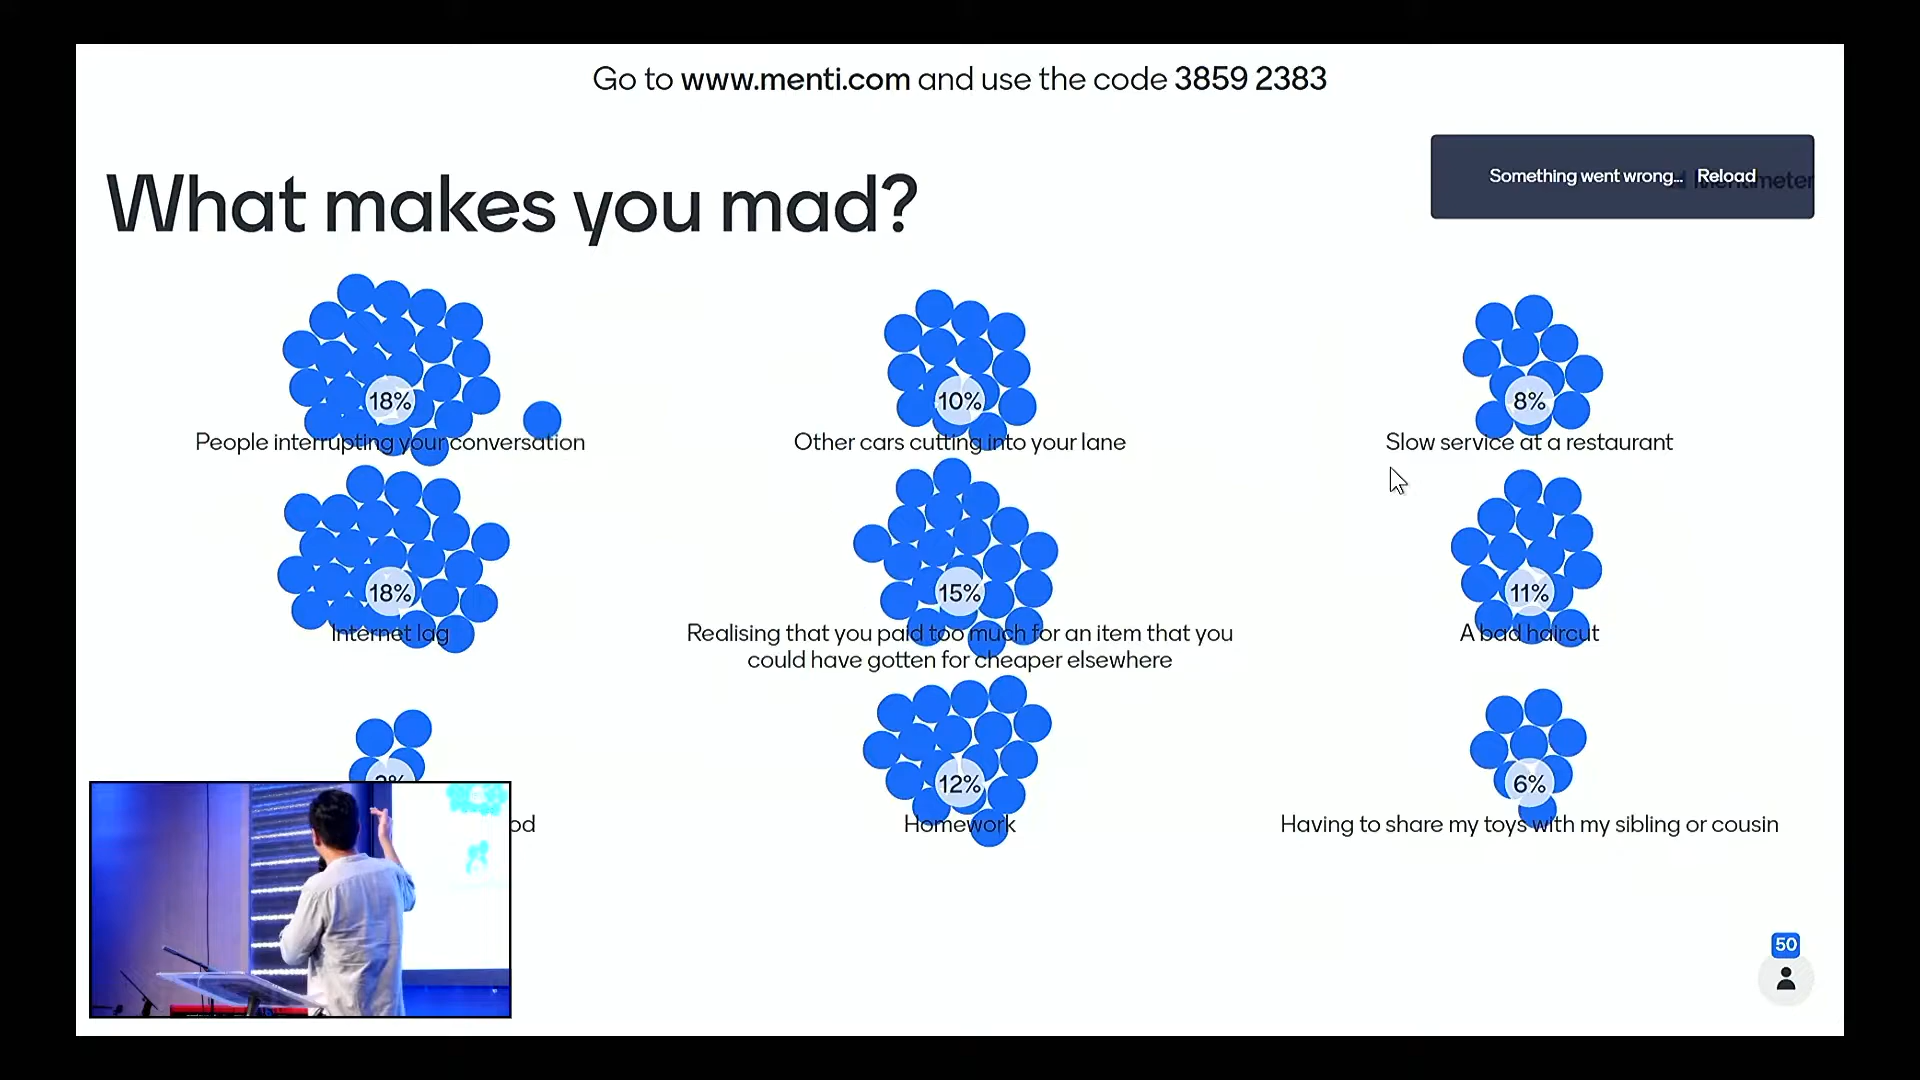 Go to www.menti.com and use the code 3859 2383
Something went wrong... Reload
What makes you mad?
18%
10%
8%
People interrupting your conversation
Other cars cutting into your lane
Slow service at a restaurant
18%
15%
11%
Internet lag
Realising that you paid too much for an item that you
could have gotten for cheaper elsewhere
A bad haircut
12%
6%
Homework
Having to share my toys with my sibling or cousin
50